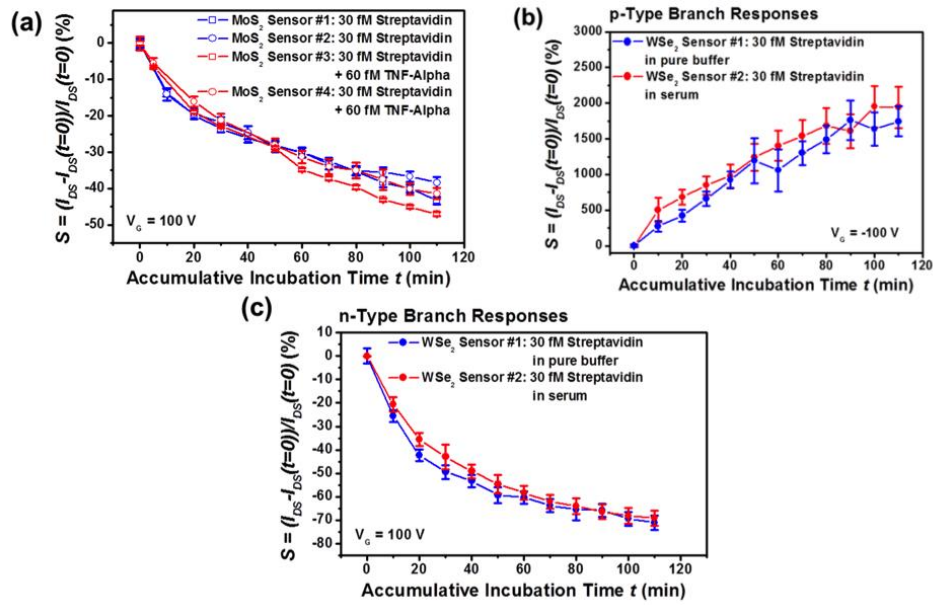 (a)
MoS2 Sensor #1: 30 fM Streptavidin
MoS2 Sensor #2: 30 fM Streptavidin
MoS2 Sensor #3: 30 fM Streptavidin
+ 60 fM TNF-Alpha
MoS2 Sensor #4: 30 fM Streptavidin
+ 60 fM TNF-Alpha
S = (IDS-IDS(t=0))/IDS(t=0) (%)
0
-10
-20
-30
-40
-50
VG = 100 V
0 20 40 60 80 100 120
Accumulative Incubation Time t (min)
(b)
p-Type Branch Responses
WSe2 Sensor #1: 30 fM Streptavidin
in pure buffer
WSe2 Sensor #2: 30 fM Streptavidin
in serum
S = (IDS-IDS(t=0))/IDS(t=0) (%)
3000
2750
2500
2250
2000
1750
1500
1250
1000
750
500
250
0
VG = -100 V
0 20 40 60 80 100 120
Accumulative Incubation Time t (min)
(c)
n-Type Branch Responses
WSe2 Sensor #1: 30 fM Streptavidin
in pure buffer
WSe2 Sensor #2: 30 fM Streptavidin
in serum
S = (IDS-IDS(t=0))/IDS(t=0) (%)
10
0
-10
-20
-30
-40
-50
-60
-70
-80
VG = 100 V
0 20 40 60 80 100 120
Accumulative Incubation Time t (min)